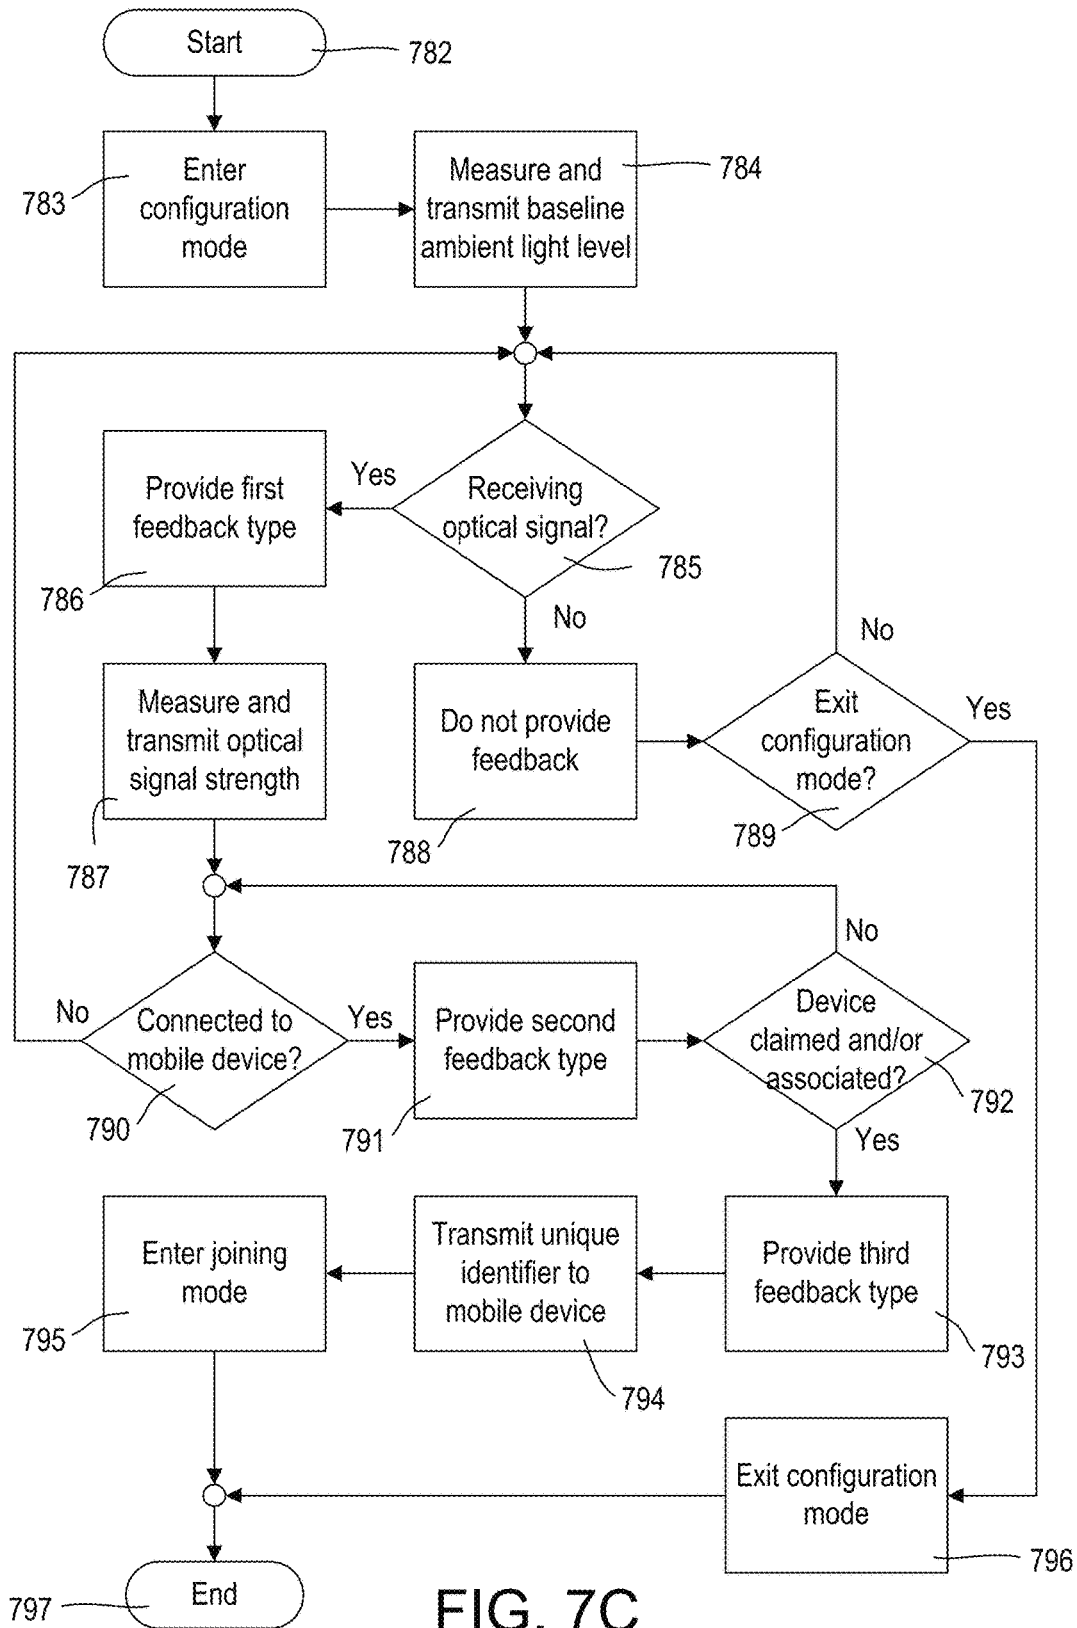 Start
782
Enter
configuration
mode
783
Measure and
transmit baseline
ambient light level
784
Receiving
optical signal?
785
Yes
No
Provide first
feedback type
786
Measure and
transmit optical
signal strength
787
Do not provide
feedback
788
Exit
configuration
mode?
789
No
Yes
Connected to
mobile device?
790
No
Yes
Provide second
feedback type
791
Device
claimed and/or
associated?
792
No
Yes
Provide third
feedback type
793
Transmit unique
identifier to
mobile device
794
Enter joining
mode
795
Exit configuration
mode
796
End
797
FIG. 7C